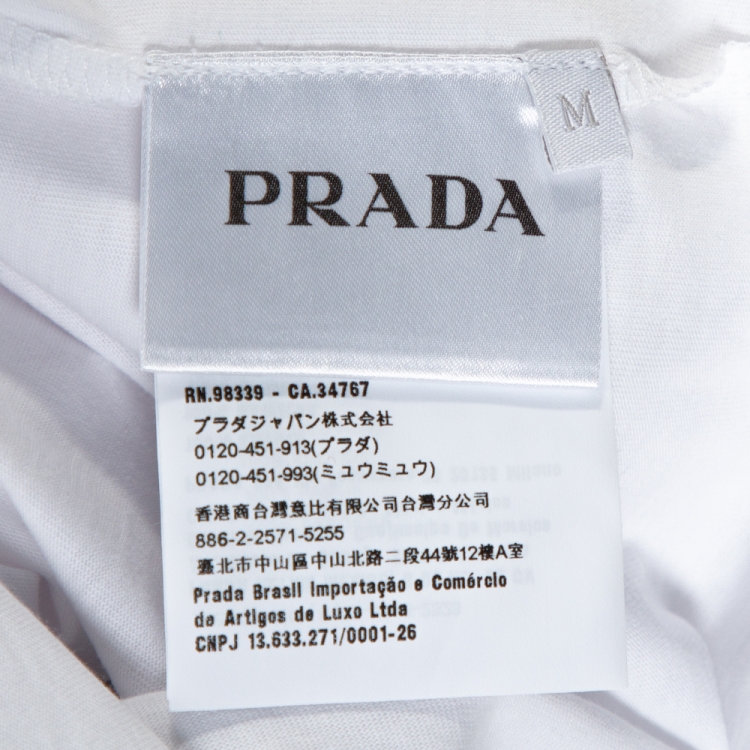 PRADA
M
RN.98339 - CA.34767
プラダジャパン株式会社
0120-451-913(プラダ)
0120-451-993(ミュウミュウ)
香港商台灣意比有限公司台灣分公司
886-2-2571-5255
臺北市中山區中山北路二段44號12樓A室
Prada Brasil Importação e Comércio
de Artigos de Luxo Ltda
CNPJ 13.633.271/0001-26